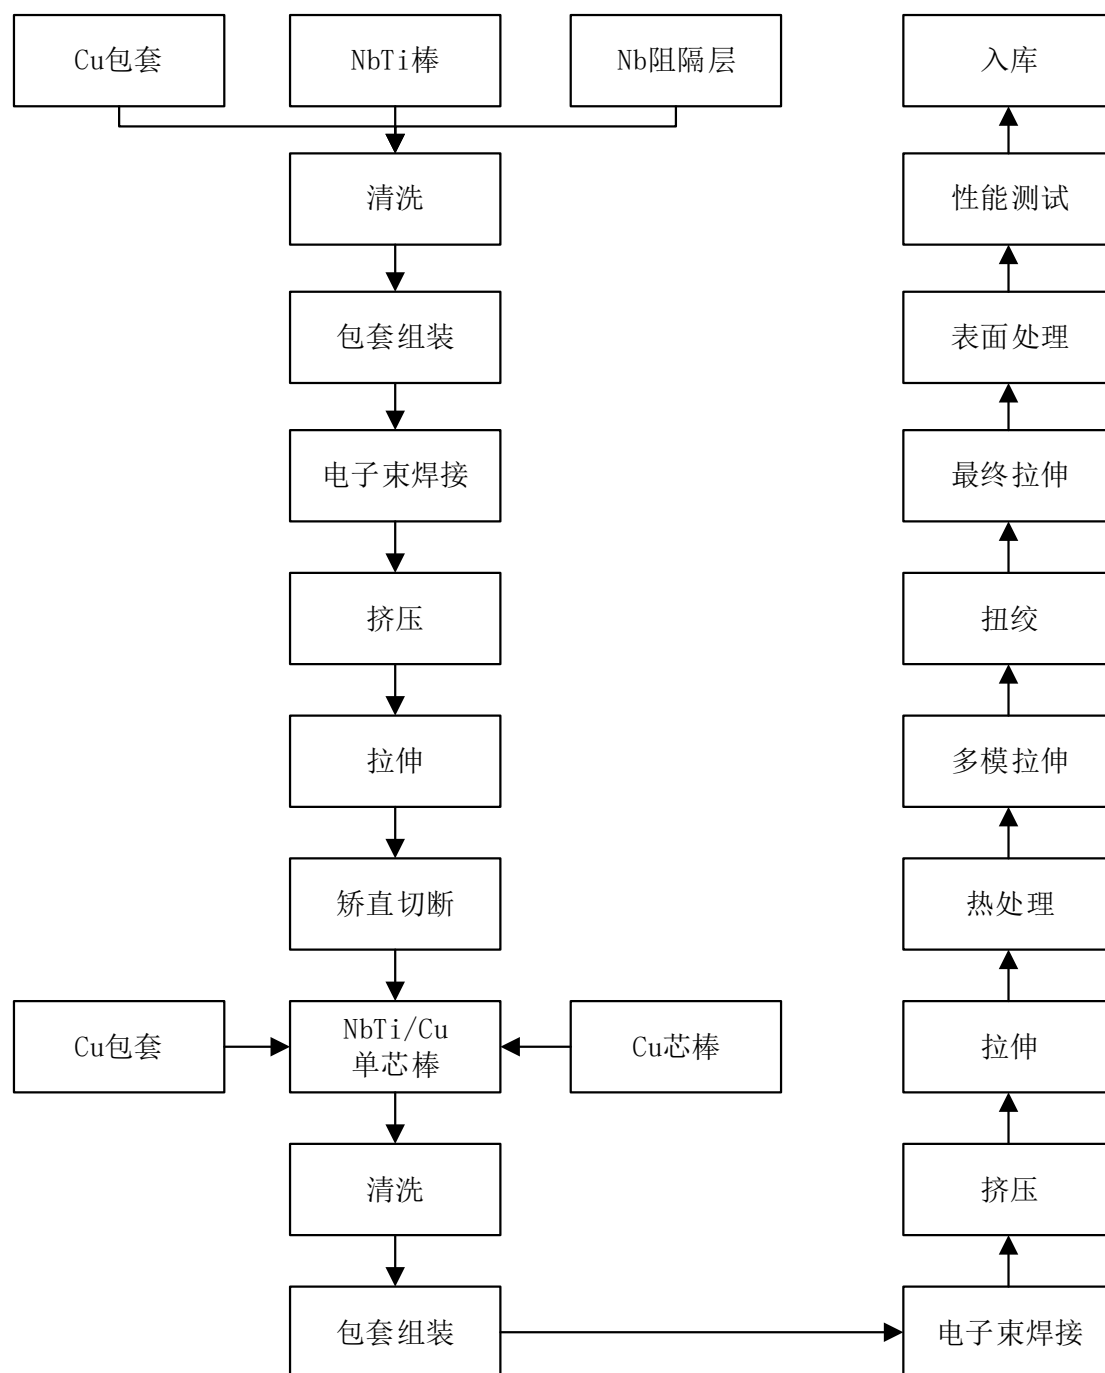 Cu包套
NbTi棒
Nb阻隔层
清洗
包套组装
电子束焊接
挤压
拉伸
矫直切断
Cu包套
NbTi/Cu
单芯棒
Cu芯棒
清洗
包套组装
电子束焊接
挤压
拉伸
热处理
多模拉伸
扭绞
最终拉伸
表面处理
性能测试
入库